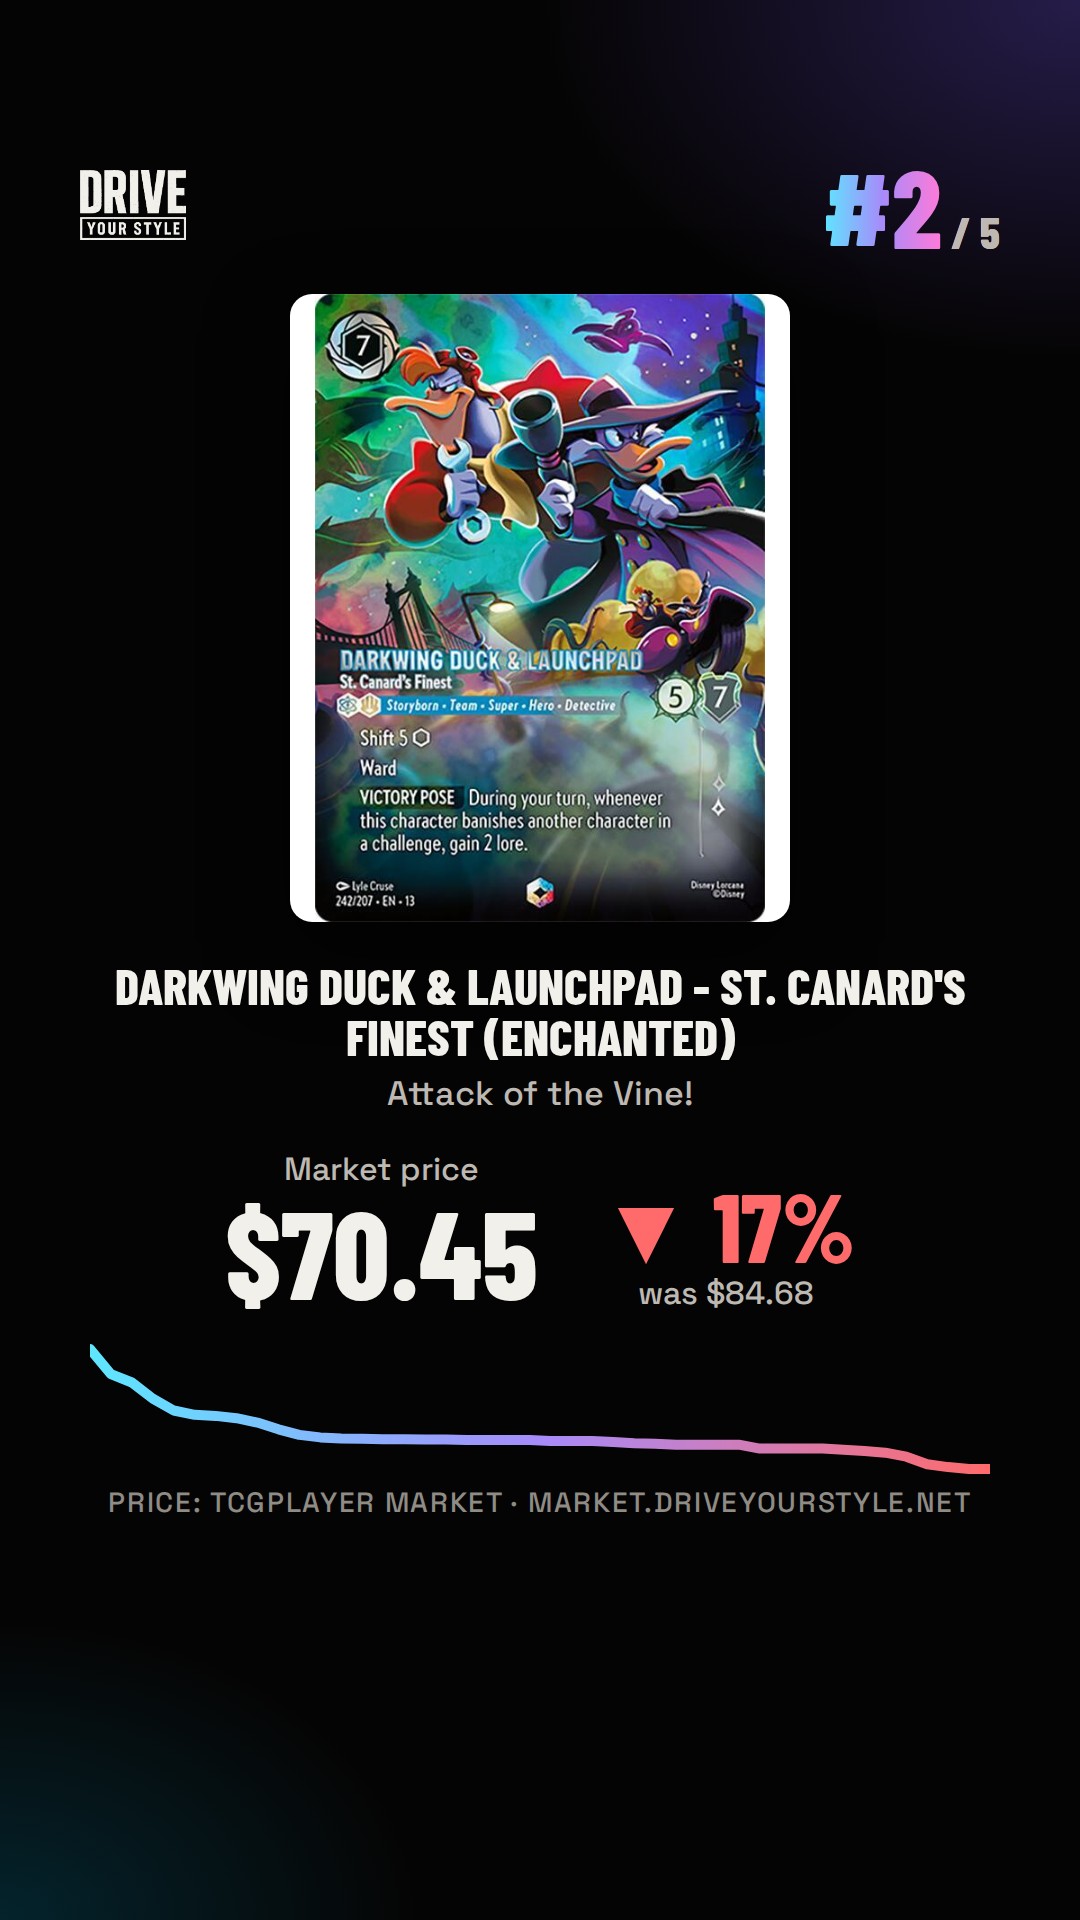 DRIVE
YOUR STYLE
#2 / 5
7
DARKWING DUCK & LAUNCHPAD
St. Canard's Finest
Storyborn • Team • Super • Hero • Detective
5 7
Shift 5
Ward
VICTORY POSE During your turn, whenever
this character banishes another character in
a challenge, gain 2 lore.
Lyle Cruse
242/207 • EN • 13
Disney Lorcana
©Disney
DARKWING DUCK & LAUNCHPAD - ST. CANARD'S
FINEST (ENCHANTED)
Attack of the Vine!
Market price
$70.45
▼ 17%
was $84.68
PRICE: TCGPLAYER MARKET · MARKET.DRIVEYOURSTYLE.NET